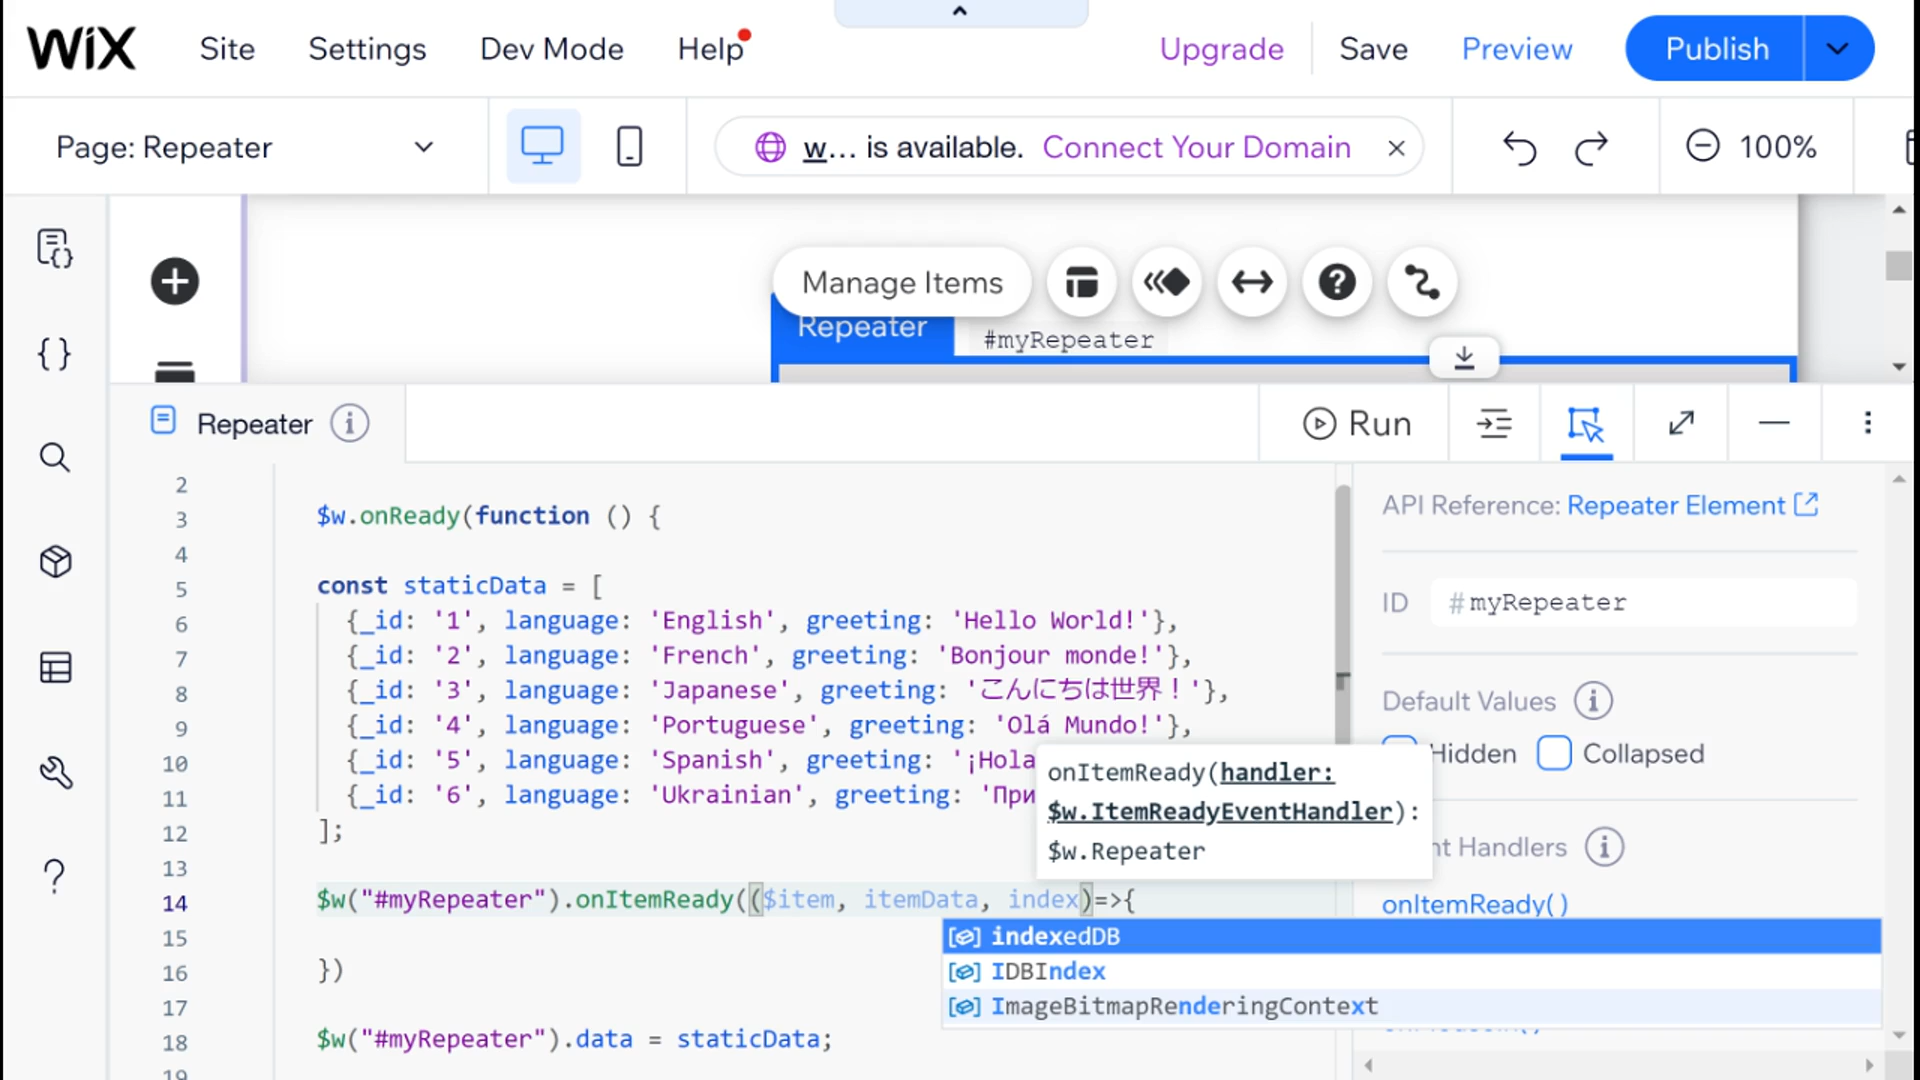 WiX Site Settings Dev Mode Help Upgrade Save Preview Publish
Page: Repeater w... is available. Connect Your Domain 100%
Manage Items
Repeater #myRepeater
Repeater Run
2
3 $w.onReady(function () {
4
5 const staticData = [
6 {_id: '1', language: 'English', greeting: 'Hello World!'},
7 {_id: '2', language: 'French', greeting: 'Bonjour monde!'},
8 {_id: '3', language: 'Japanese', greeting: 'こんにちは世界！'},
9 {_id: '4', language: 'Portuguese', greeting: 'Olá Mundo!'},
10 {_id: '5', language: 'Spanish', greeting: '¡Hola
11 {_id: '6', language: 'Ukrainian', greeting: 'При
12 ];
13
14 $w("#myRepeater").onItemReady(($item, itemData, index)=>{
15
16 })
17
18 $w("#myRepeater").data = staticData;
19
onItemReady(handler:
$w.ItemReadyEventHandler):
$w.Repeater
indexedDB
IDBIndex
ImageBitmapRenderingContext
API Reference: Repeater Element
ID #myRepeater
Default Values
Hidden Collapsed
nt Handlers
onItemReady()